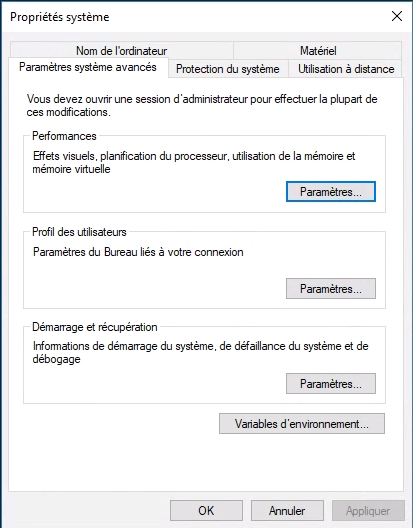 Propriétés système
Nom de l'ordinateur
Matériel
Paramètres système avancés
Protection du système
Utilisation à distance
Vous devez ouvrir une session d'administrateur pour effectuer la plupart de
ces modifications.
Performances
Effets visuels, planification du processeur, utilisation de la mémoire et
mémoire virtuelle
Paramètres...
Profil des utilisateurs
Paramètres du Bureau liés à votre connexion
Paramètres...
Démarrage et récupération
Informations de démarrage du système, de défaillance du système et de
débogage
Paramètres...
Variables d'environnement...
OK
Annuler
Appliquer